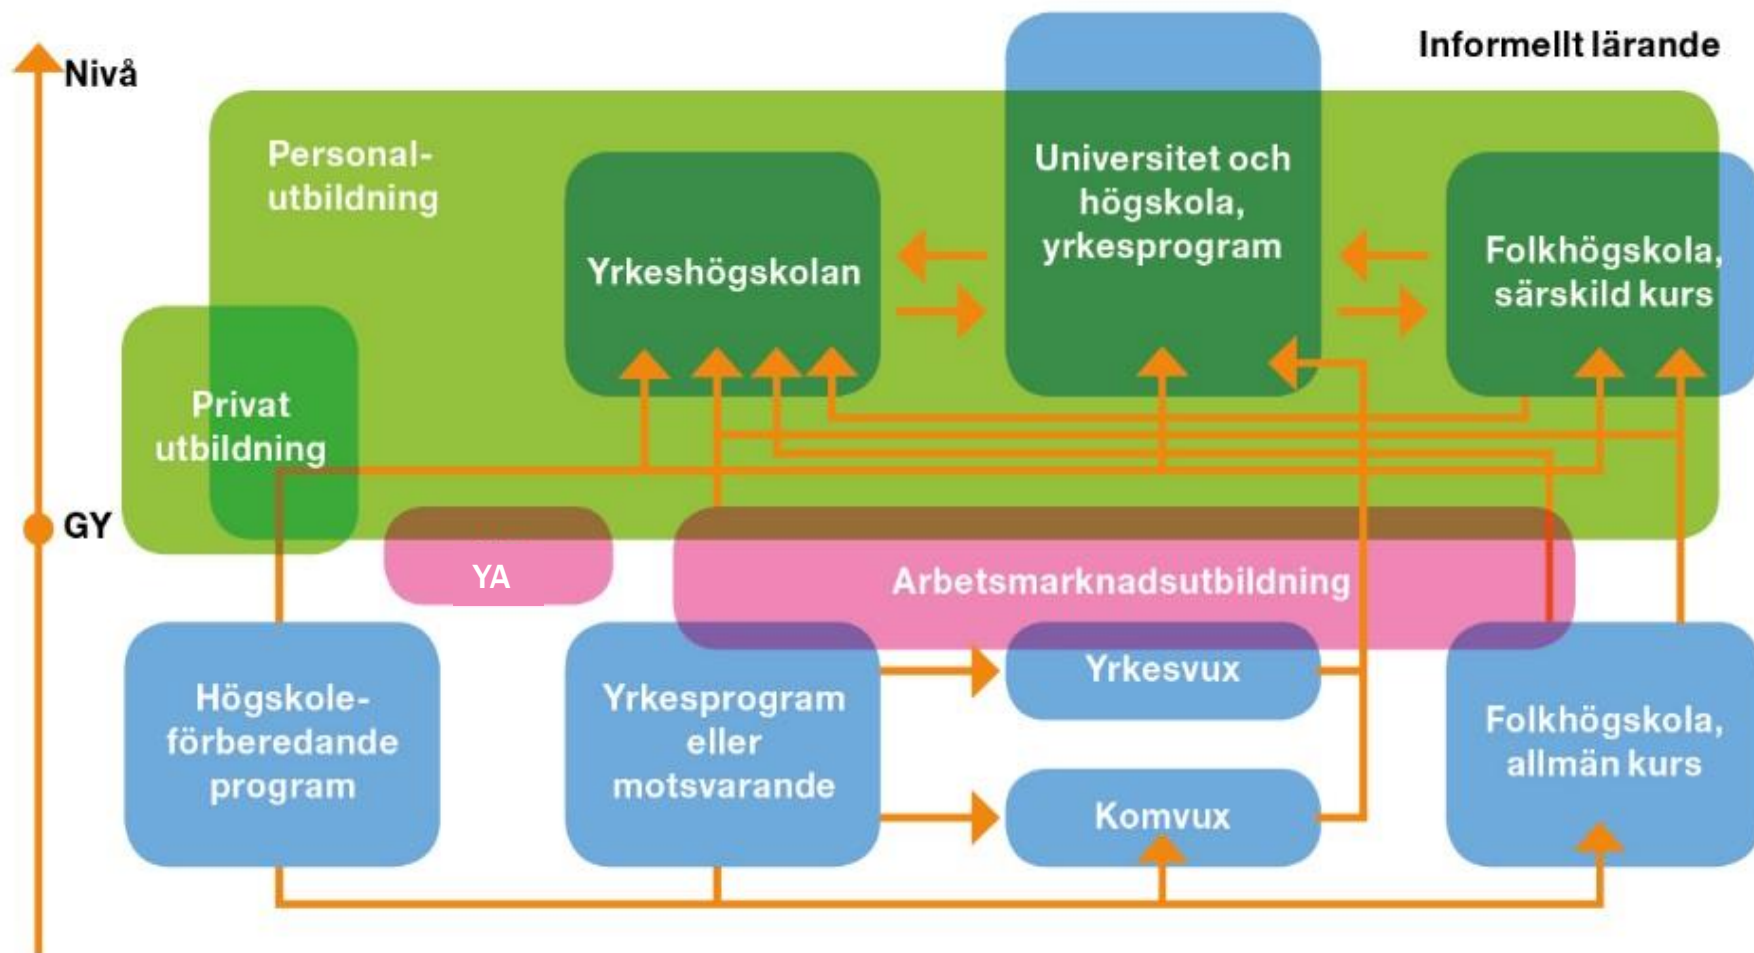 Informellt lärande
Nivå
Personal-
utbildning
Universitet och
högskola,
yrkesprogram
Yrkeshögskolan
Folkhögskola,
särskild kurs
Privat
utbildning
GY
YA
Arbetsmarknadsutbildning
Högskole-
förberedande
program
Yrkesprogram
eller
motsvarande
Yrkesvux
Komvux
Folkhögskola,
allmän kurs